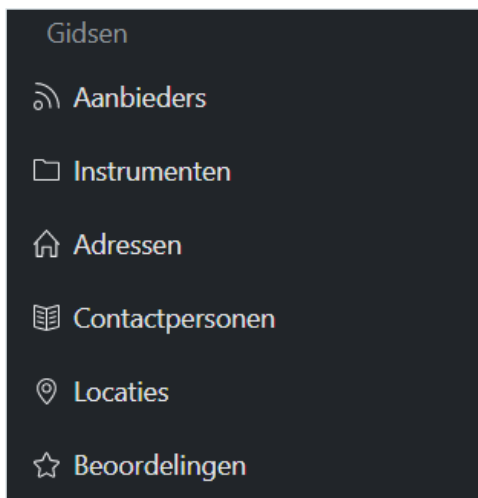 Gidsen
Aanbieders
Instrumenten
Adressen
Contactpersonen
Locaties
Beoordelingen